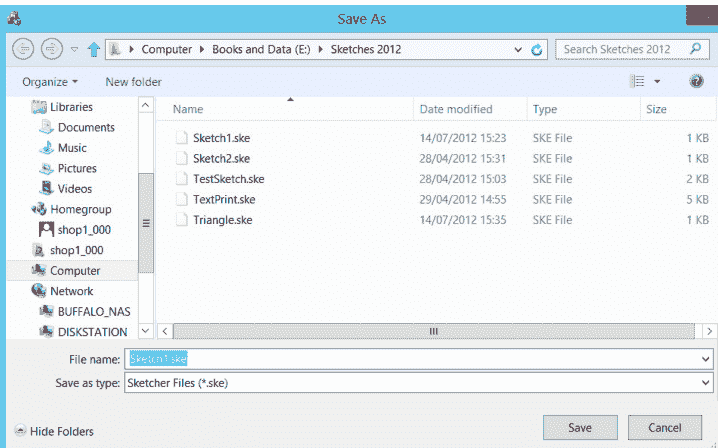 Save As
Computer Books and Data (E:) Sketches 2012 Search Sketches 2012
Organize New folder
Libraries
Documents
Music
Pictures
Videos
Homegroup
shop1_000
shop1_000
Computer
Network
BUFFALO_NAS
DISKSTATION
Name Date modified Type Size
Sketch1.ske 14/07/2012 15:23 SKE File 1 KB
Sketch2.ske 28/04/2012 15:31 SKE File 1 KB
TestSketch.ske 28/04/2012 15:03 SKE File 2 KB
TextPrint.ske 29/04/2012 14:55 SKE File 5 KB
Triangle.ske 14/07/2012 15:35 SKE File 1 KB
File name: Sketch1.ske
Save as type: Sketcher Files (*.ske)
Hide Folders Save Cancel